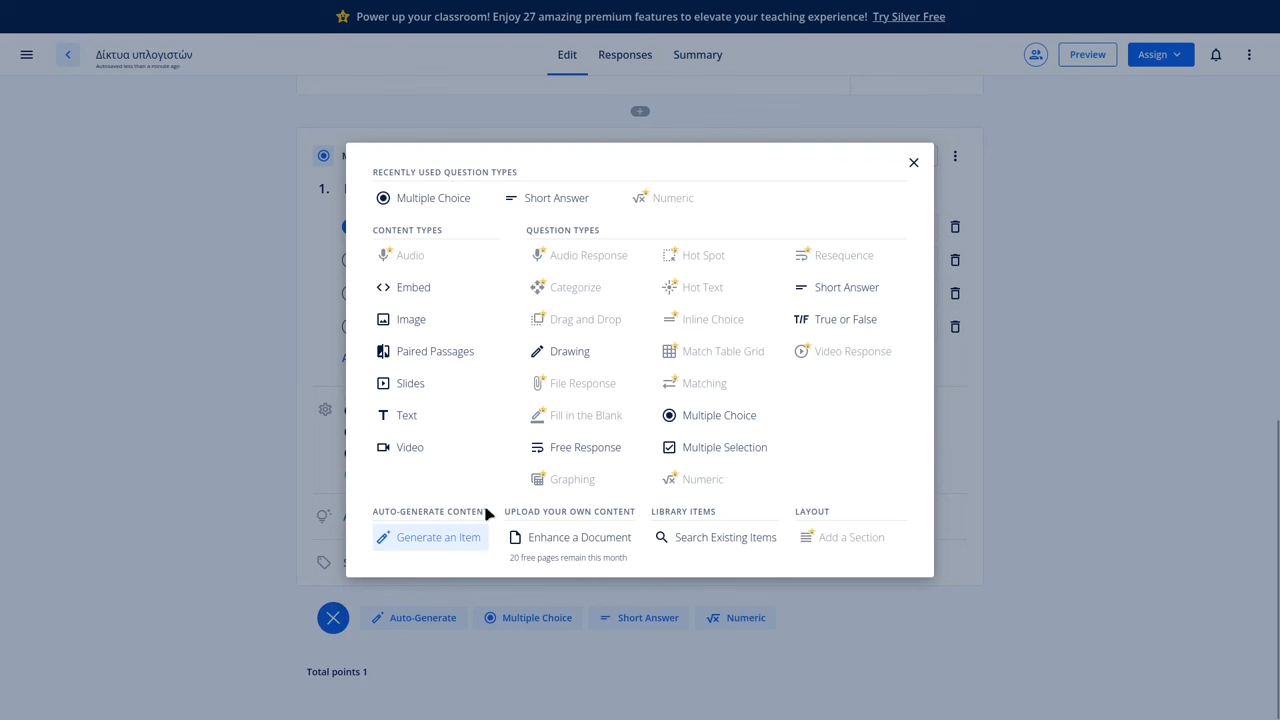 Power up your classroom! Enjoy 27 amazing premium features to elevate your teaching experience! Try Silver Free
Δίκτυα υπλογιστών
Autosaved less than a minute ago
Edit
Responses
Summary
Preview
Assign
1.
RECENTLY USED QUESTION TYPES
Multiple Choice
Short Answer
Numeric
CONTENT TYPES
Audio
Embed
Image
Paired Passages
Slides
Text
Video
QUESTION TYPES
Audio Response
Categorize
Drag and Drop
Drawing
File Response
Fill in the Blank
Free Response
Graphing
Hot Spot
Hot Text
Inline Choice
Match Table Grid
Matching
Multiple Choice
Multiple Selection
Numeric
Resequence
Short Answer
T/F True or False
Video Response
AUTO-GENERATE CONTENT
Generate an Item
UPLOAD YOUR OWN CONTENT
Enhance a Document
20 free pages remain this month
LIBRARY ITEMS
Search Existing Items
LAYOUT
Add a Section
Auto-Generate
Multiple Choice
Short Answer
Numeric
Total points 1